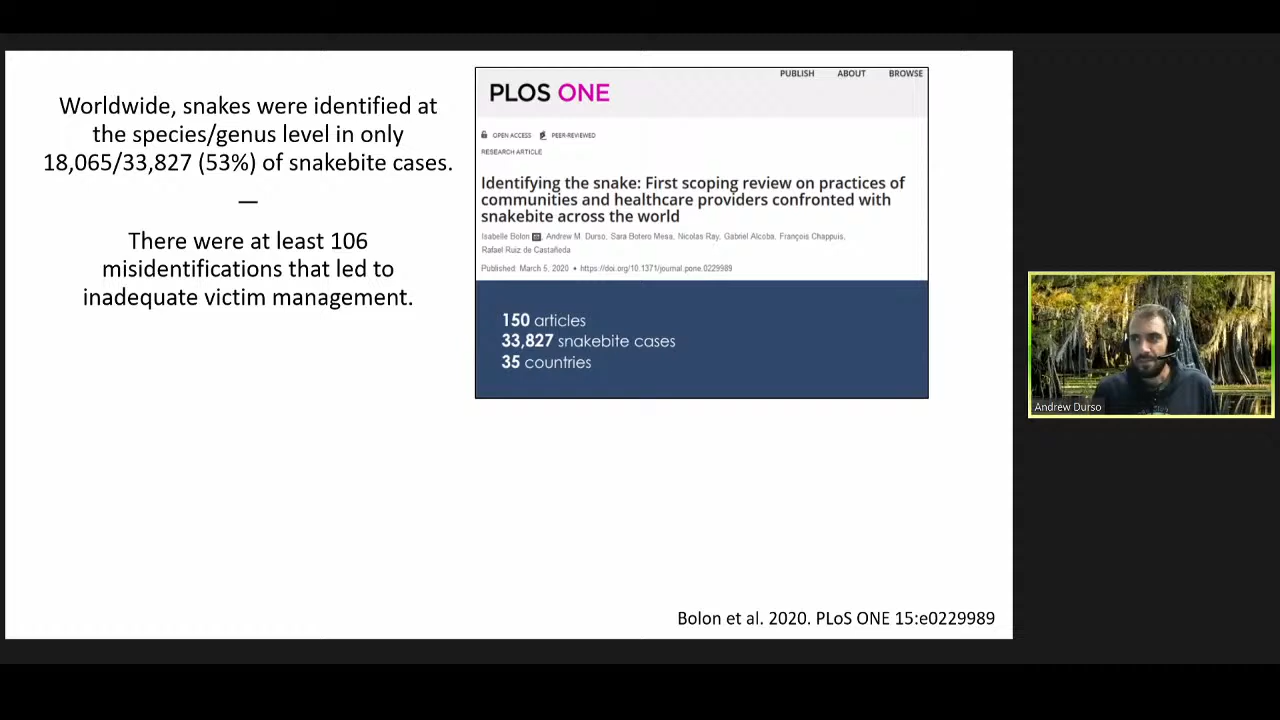 Worldwide, snakes were identified at
the species/genus level in only
18,065/33,827 (53%) of snakebite cases.
—
There were at least 106
misidentifications that led to
inadequate victim management.
PUBLISH ABOUT BROWSE
PLOS ONE
OPEN ACCESS PEER-REVIEWED
RESEARCH ARTICLE
Identifying the snake: First scoping review on practices of
communities and healthcare providers confronted with
snakebite across the world
Isabelle Bolon, Andrew M. Durso, Sara Botero Mesa, Nicolas Ray, Gabriel Alcoba, François Chappuis,
Rafael Ruiz de Castañeda
Published: March 5, 2020 • https://doi.org/10.1371/journal.pone.0229989
150 articles
33,827 snakebite cases
35 countries
Andrew Durso
Bolon et al. 2020. PLoS ONE 15:e0229989